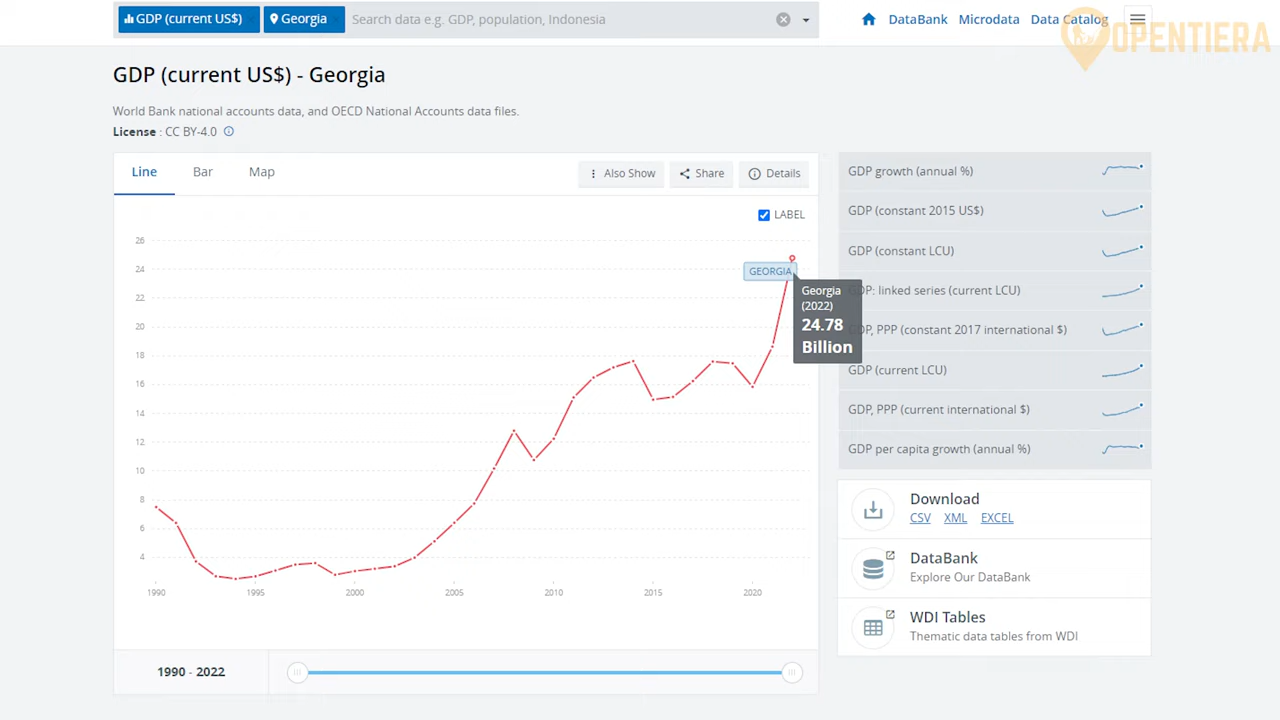 GDP (current US$) Georgia Search data e.g. GDP, population, Indonesia
DataBank Microdata Data Catalog
OPENTIERA
GDP (current US$) - Georgia
World Bank national accounts data, and OECD National Accounts data files.
License : CC BY-4.0
Line Bar Map
Also Show Share Details
LABEL
26
24
22
20
18
16
14
12
10
8
6
4
1990 1995 2000 2005 2010 2015 2020
GEORGIA
Georgia
(2022)
24.78
Billion
1990 - 2022
GDP growth (annual %)
GDP (constant 2015 US$)
GDP (constant LCU)
GDP: linked series (current LCU)
GDP, PPP (constant 2017 international $)
GDP (current LCU)
GDP, PPP (current international $)
GDP per capita growth (annual %)
Download
CSV XML EXCEL
DataBank
Explore Our DataBank
WDI Tables
Thematic data tables from WDI